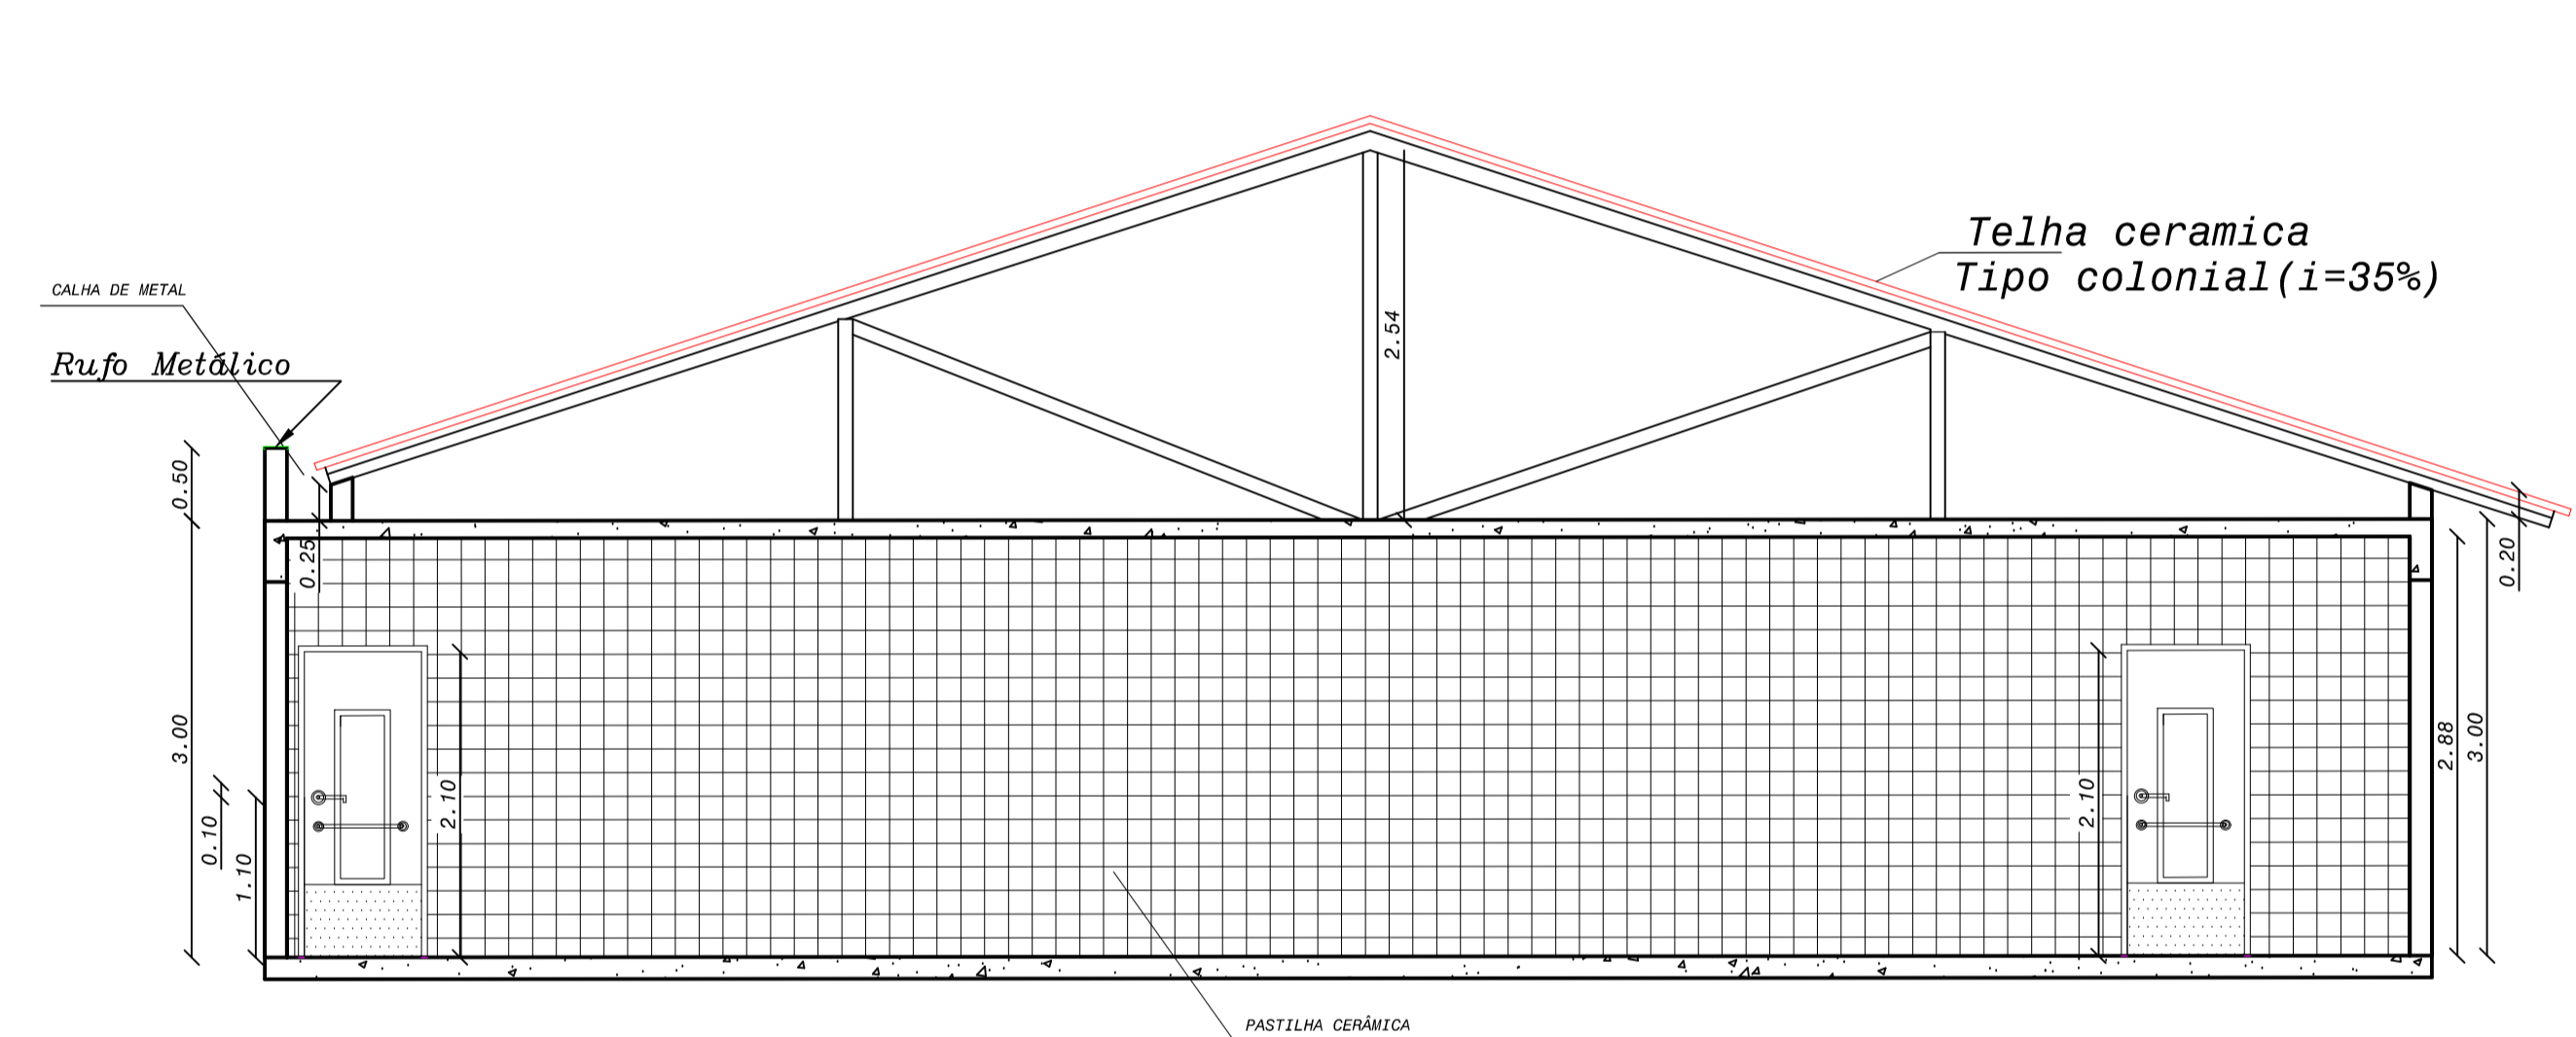 Telha ceramica
Tipo colonial(i=35%)
CALHA DE METAL
Rufo Metálico
2.54
0.50
0.25
0.20
3.00
2.88
3.00
2.10
2.10
0.10
1.10
PASTILHA CERÂMICA